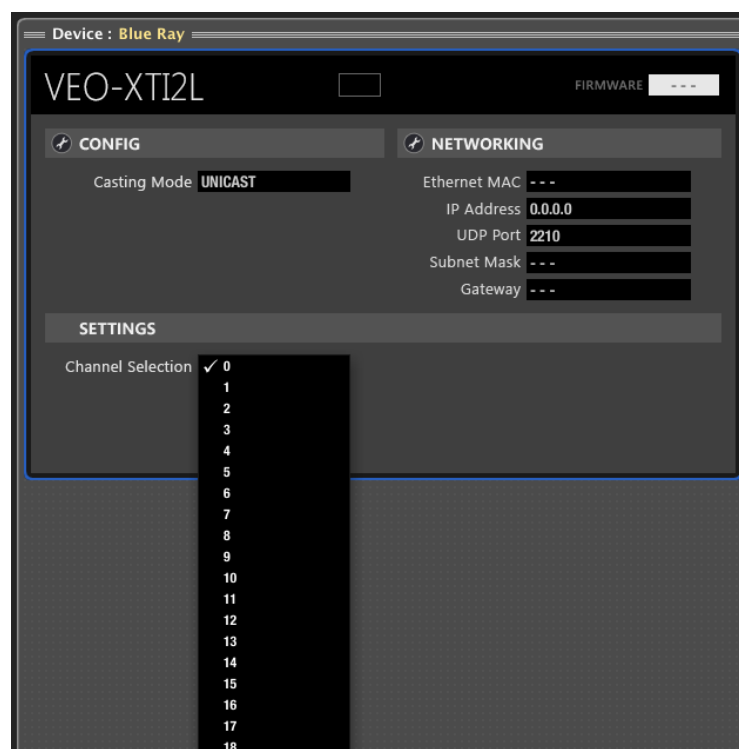 Device : Blue Ray
VEO-XTI2L
FIRMWARE ---
CONFIG
Casting Mode UNICAST
NETWORKING
Ethernet MAC ---
IP Address 0.0.0.0
UDP Port 2210
Subnet Mask ---
Gateway ---
SETTINGS
Channel Selection ✓ 0
1
2
3
4
5
6
7
8
9
10
11
12
13
14
15
16
17
18